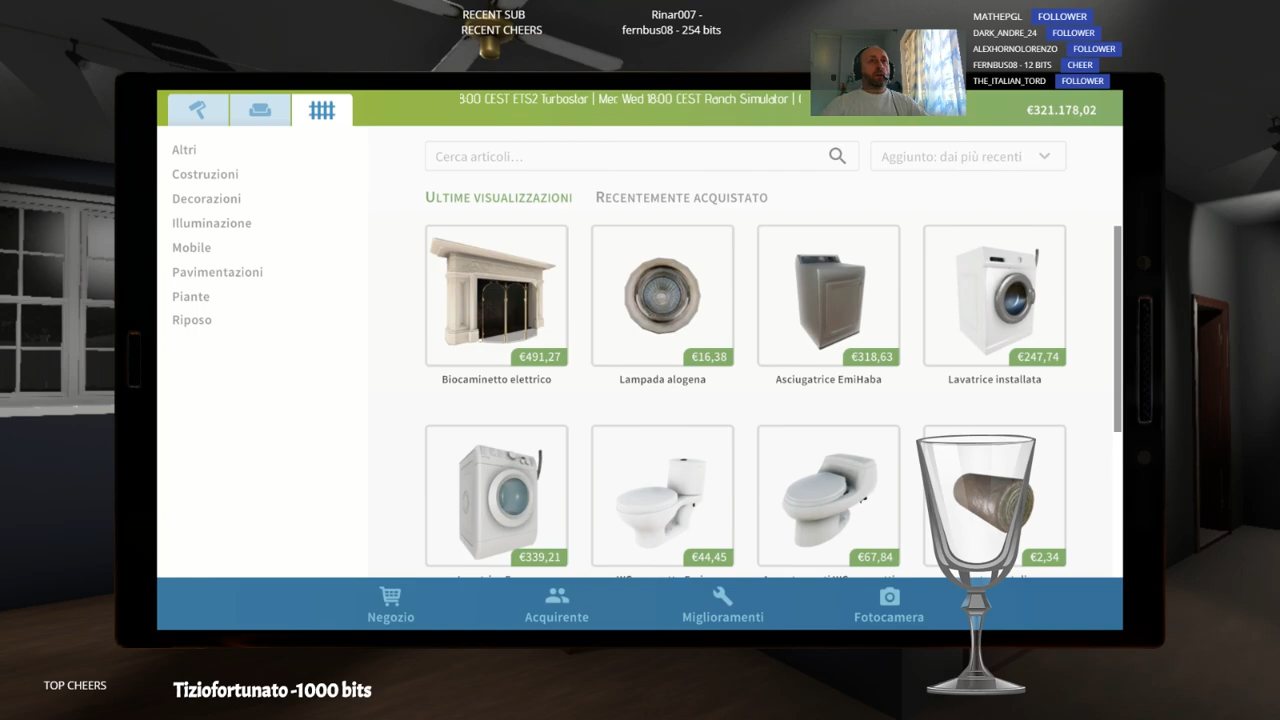 RECENT SUB
Rinar007 -
RECENT CHEERS
fernbus08 - 254 bits
MATHEPGL FOLLOWER
DARK_ANDRE_24 FOLLOWER
ALEXHORNOLORENZO FOLLOWER
FERNBUS08 - 12 BITS CHEER
THE_ITALIAN_TORD FOLLOWER
8:00 CEST ETS2 Turbostar | Mer. Wed 18:00 CEST Ranch Simulator |
€321.178,02
Altri
Costruzioni
Decorazioni
Illuminazione
Mobile
Pavimentazioni
Piante
Riposo
Cerca articoli...
Aggiunto: dai più recenti
ULTIME VISUALIZZAZIONI
RECENTEMENTE ACQUISTATO
€491,27
€16,38
€318,63
€247,74
Biocaminetto elettrico
Lampada alogena
Asciugatrice EmiHaba
Lavatrice installata
€339,21
€44,45
€67,84
€2,34
Negozio
Acquirente
Miglioramenti
Fotocamera
TOP CHEERS
Tiziofortunato -1000 bits